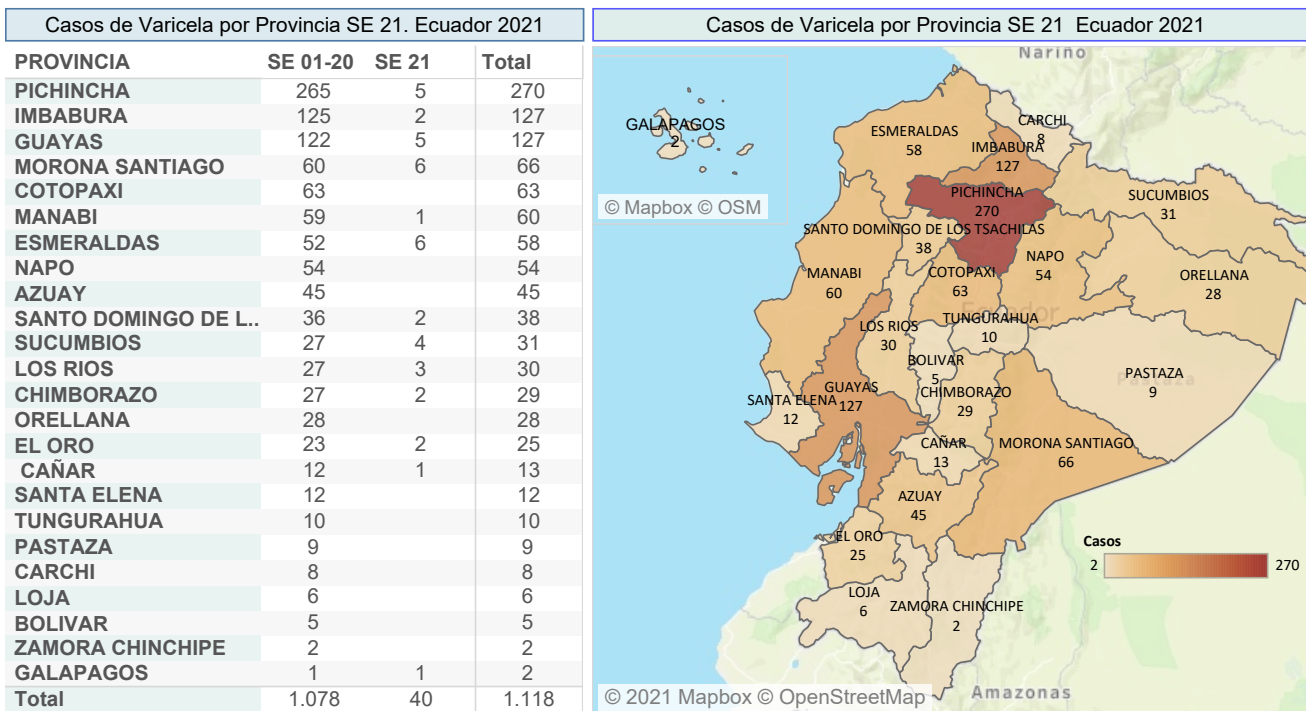 Casos de Varicela por Provincia SE 21. Ecuador 2021
PROVINCIA SE 01-20 SE 21 Total
PICHINCHA 265 5 270
IMBABURA 125 2 127
GUAYAS 122 5 127
MORONA SANTIAGO 60 6 66
COTOPAXI 63 63
MANABI 59 1 60
ESMERALDAS 52 6 58
NAPO 54 54
AZUAY 45 45
SANTO DOMINGO DE L.. 36 2 38
SUCUMBIOS 27 4 31
LOS RIOS 27 3 30
CHIMBORAZO 27 2 29
ORELLANA 28 28
EL ORO 23 2 25
CAÑAR 12 1 13
SANTA ELENA 12 12
TUNGURAHUA 10 10
PASTAZA 9 9
CARCHI 8 8
LOJA 6 6
BOLIVAR 5 5
ZAMORA CHINCHIPE 2 2
GALAPAGOS 1 1 2
Total 1.078 40 1.118
Casos de Varicela por Provincia SE 21 Ecuador 2021
Nariño
GALAPAGOS
2
© Mapbox © OSM
CARCHI
8
ESMERALDAS
58
IMBABURA
127
PICHINCHA
270
SUCUMBIOS
31
SANTO DOMINGO DE LOS TSACHILAS
38
NAPO
54
MANABI
60
COTOPAXI
63
ORELLANA
28
Ecuador
TUNGURAHUA
10
LOS RIOS
30
BOLIVAR
5
PASTAZA
9
Pastaza
GUAYAS
127
SANTA ELENA
12
CHIMBORAZO
29
CAÑAR
13
MORONA SANTIAGO
66
AZUAY
45
EL ORO
25
Casos
2 270
LOJA
6
ZAMORA CHINCHIPE
2
© 2021 Mapbox © OpenStreetMap
Amazonas